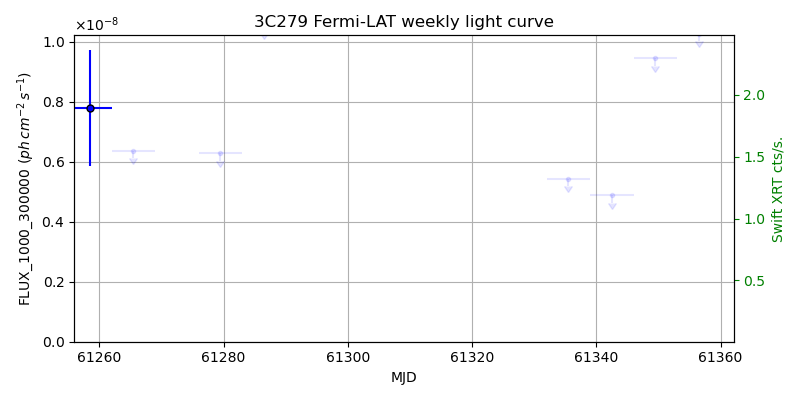 3C279 Fermi-LAT weekly light curve
×10⁻⁸
1.0
0.8
0.6
0.4
0.2
0.0
FLUX_1000_300000 (ph cm⁻² s⁻¹)
2.0
1.5
1.0
0.5
Swift XRT cts/s.
61260 61280 61300 61320 61340 61360
MJD